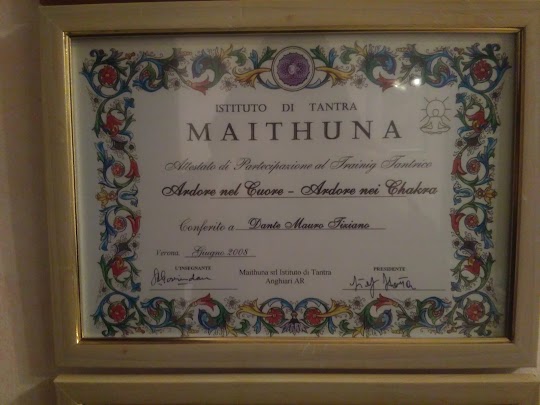 ISTITUTO DI TANTRA
MAITHUNA
Attestato di Partecipazione al Trainig Tantrico
Ardore nel Cuore - Ardore nei Chakra
Conferito a Dante Mauro Tiziano
Verona, Giugno 2008
L'INSEGNANTE
PRESIDENTE
Maithuna srl Istituto di Tantra
Anghiari AR